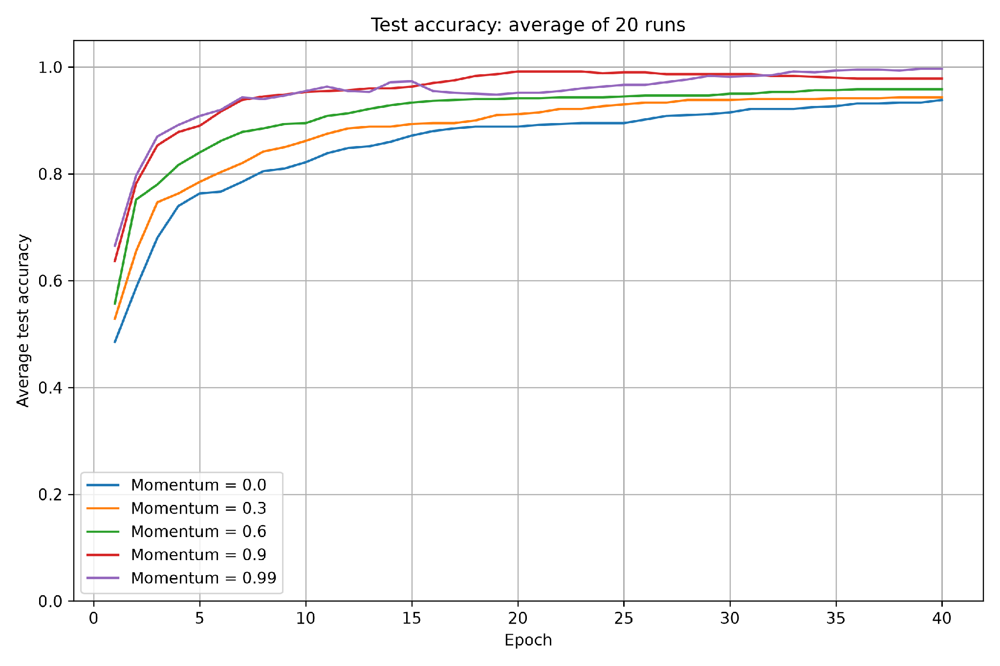 Test accuracy: average of 20 runs
Average test accuracy
1.0
0.8
0.6
0.4
0.2
0.0
Momentum = 0.0
Momentum = 0.3
Momentum = 0.6
Momentum = 0.9
Momentum = 0.99
0 5 10 15 20 25 30 35 40
Epoch